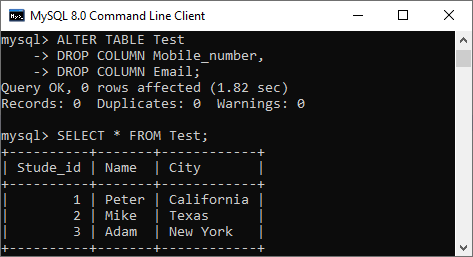 MySQL 8.0 Command Line Client
mysql> ALTER TABLE Test
    -> DROP COLUMN Mobile_number,
    -> DROP COLUMN Email;
Query OK, 0 rows affected (1.82 sec)
Records: 0  Duplicates: 0  Warnings: 0

mysql> SELECT * FROM Test;
+----------+-------+------------+
| Stude_id | Name  | City       |
+----------+-------+------------+
|        1 | Peter | California |
|        2 | Mike  | Texas      |
|        3 | Adam  | New York   |
+----------+-------+------------+